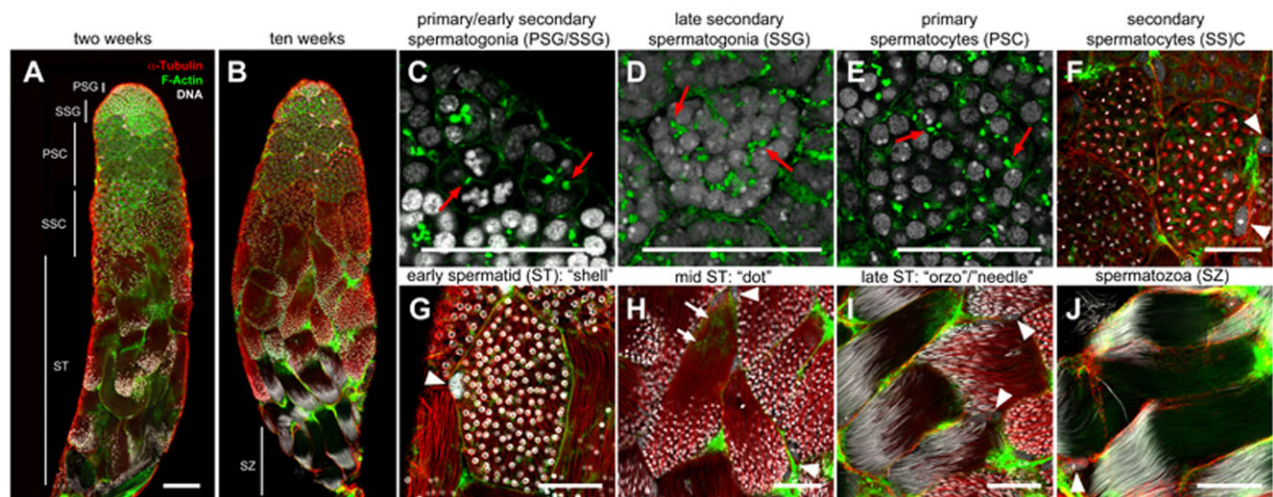 two weeks
ten weeks
primary/early secondary
spermatogonia (PSG/SSG)
late secondary
spermatogonia (SSG)
primary
spermatocytes (PSC)
secondary
spermatocytes (SS)C
A
α-Tubulin
F-Actin
DNA
PSG
SSG
PSC
SSC
ST
B
SZ
C
D
E
F
early spermatid (ST): "shell"
mid ST: "dot"
late ST: "orzo"/"needle"
spermatozoa (SZ)
G
H
I
J